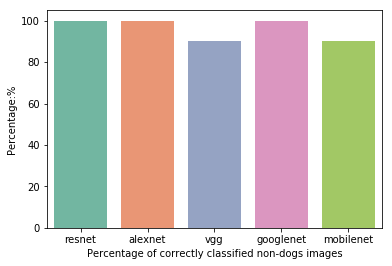 100
80
60
40
20
0
Percentage:%
resnet alexnet vgg googlenet mobilenet
Percentage of correctly classified non-dogs images